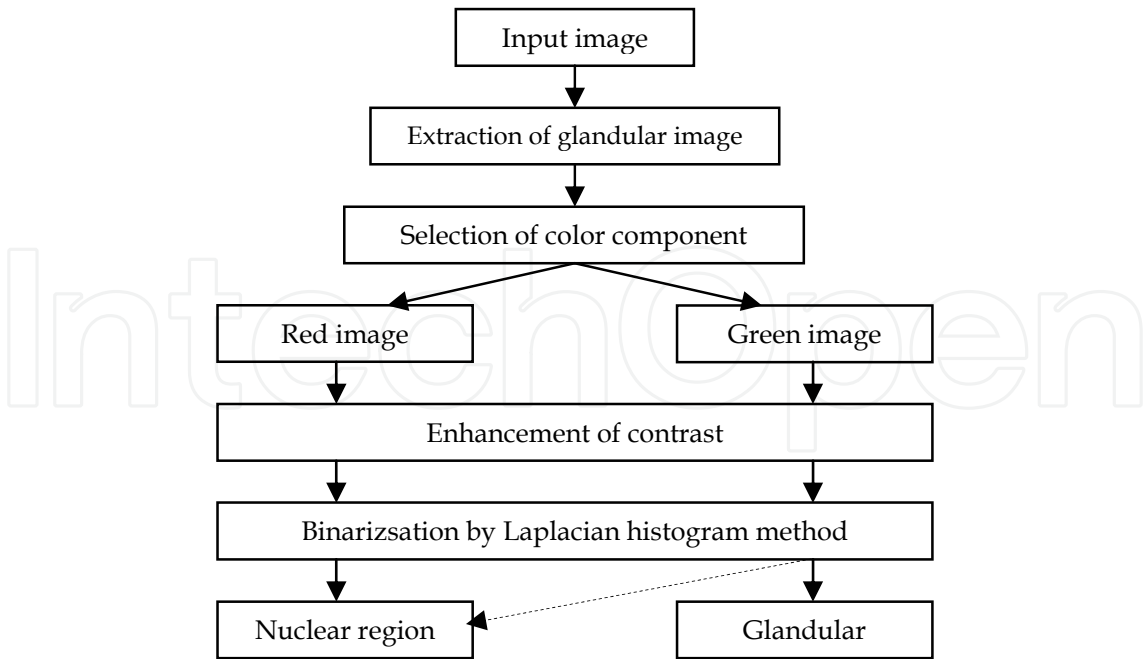 Input image
Extraction of glandular image
Selection of color component
Red image
Green image
Enhancement of contrast
Binarizsation by Laplacian histogram method
Nuclear region
Glandular
IntechOpen